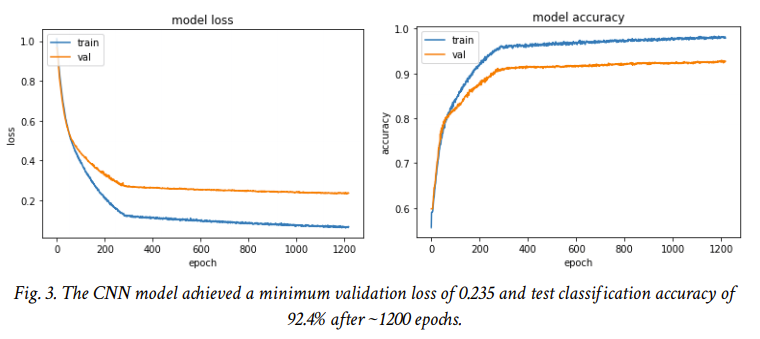 model loss
train
val
1.0
0.8
0.6
0.4
0.2
loss
0 200 400 600 800 1000 1200
epoch
model accuracy
train
val
1.0
0.9
0.8
0.7
0.6
accuracy
0 200 400 600 800 1000 1200
epoch
Fig. 3. The CNN model achieved a minimum validation loss of 0.235 and test classification accuracy of
92.4% after ~1200 epochs.